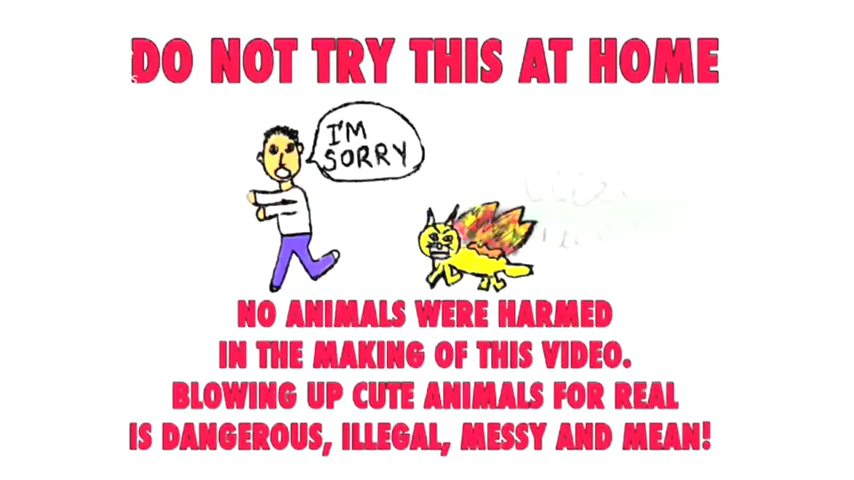 DO NOT TRY THIS AT HOME
I'M
SORRY
NO ANIMALS WERE HARMED
IN THE MAKING OF THIS VIDEO.
BLOWING UP CUTE ANIMALS FOR REAL
IS DANGEROUS, ILLEGAL, MESSY AND MEAN!